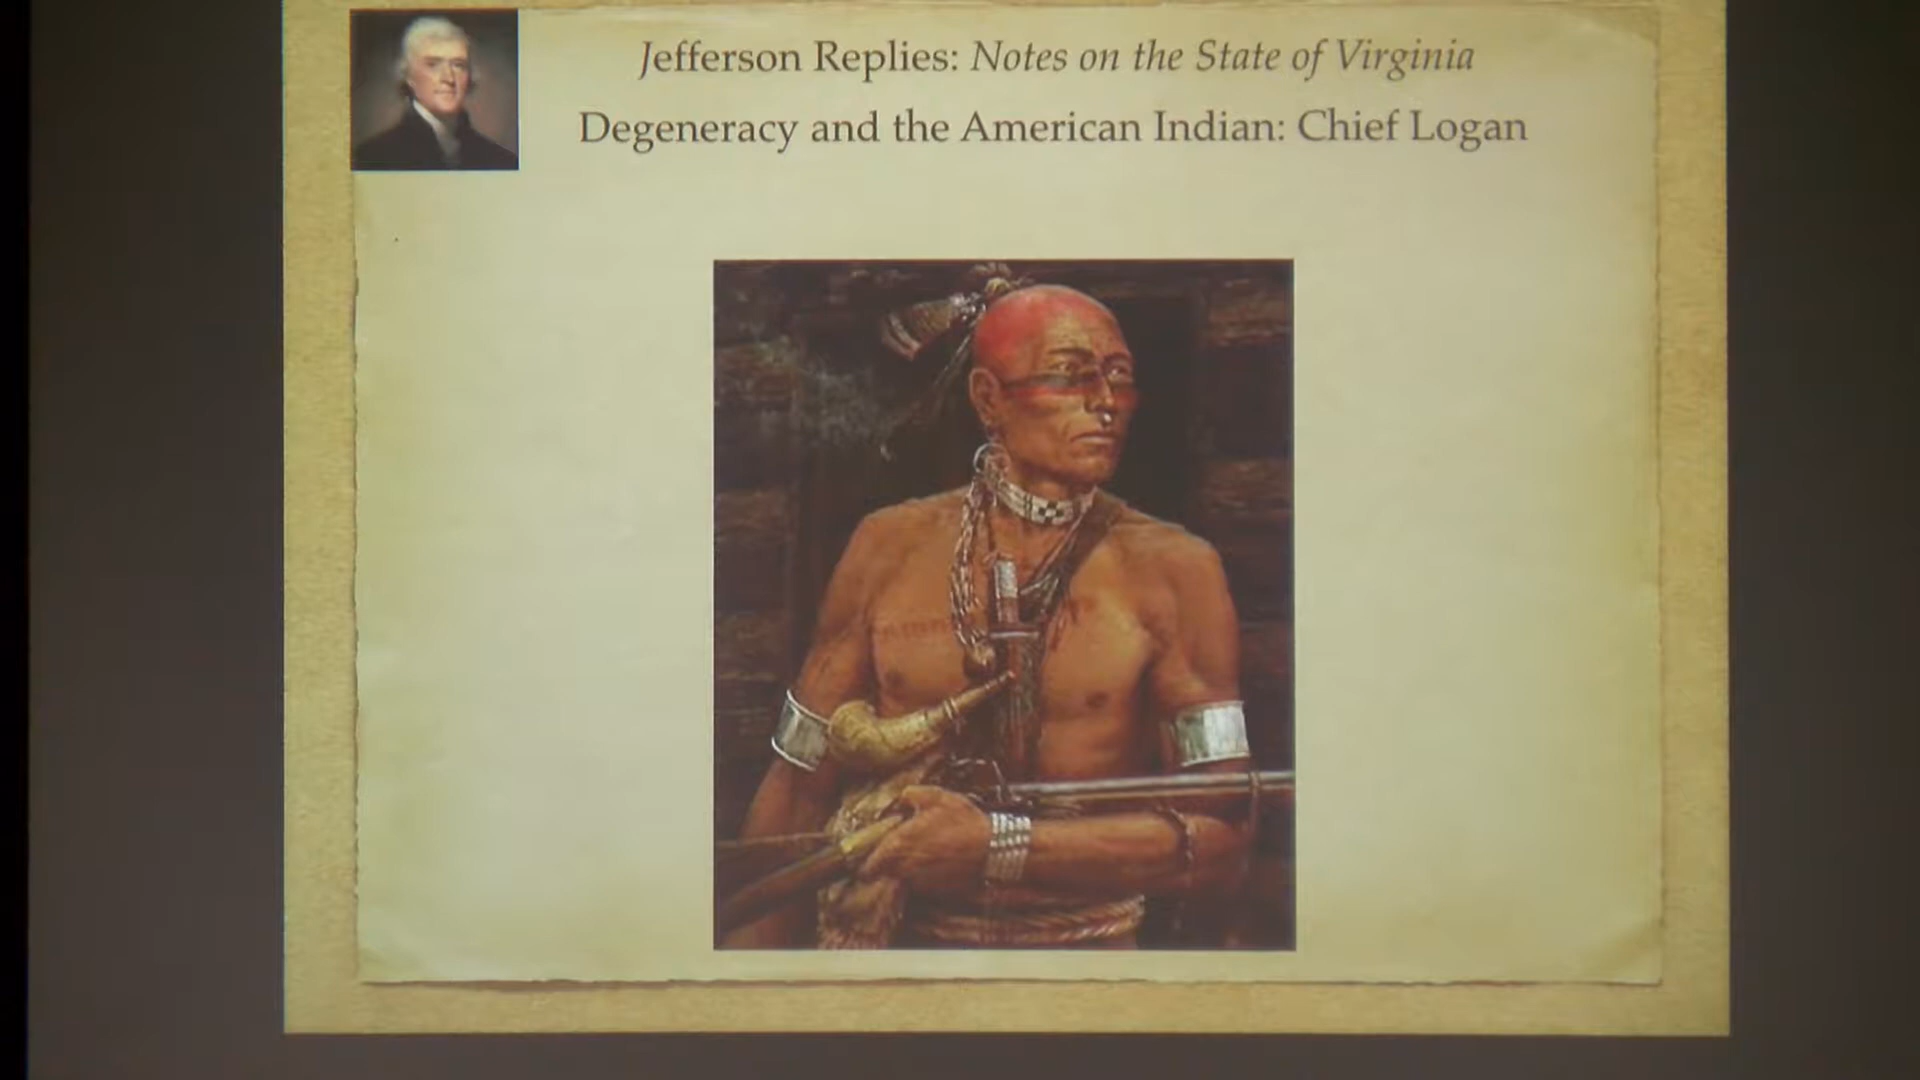 Jefferson Replies: Notes on the State of Virginia
Degeneracy and the American Indian: Chief Logan